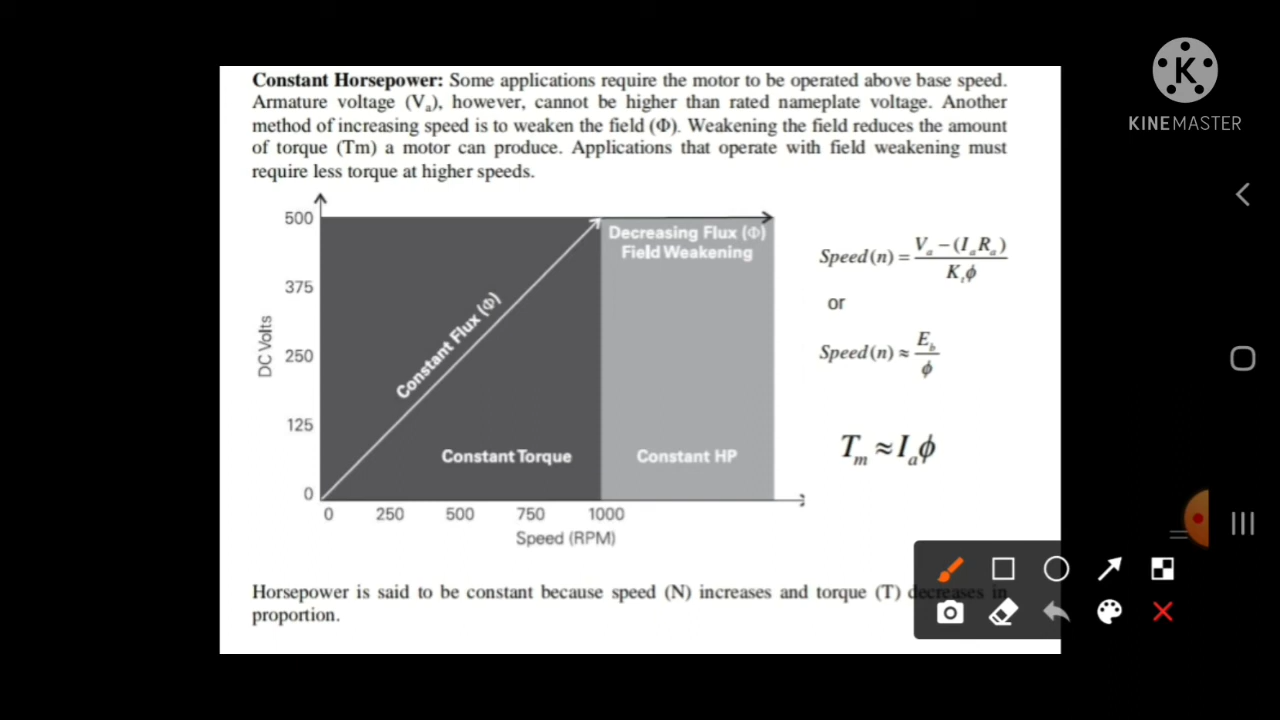 Constant Horsepower: Some applications require the motor to be operated above base speed.
Armature voltage (Vₐ), however, cannot be higher than rated nameplate voltage. Another
method of increasing speed is to weaken the field (Φ). Weakening the field reduces the amount
of torque (Tm) a motor can produce. Applications that operate with field weakening must
require less torque at higher speeds.
KINEMASTER
500
375
250
125
0
DC Volts
Constant Flux (Φ)
Decreasing Flux (Φ)
Field Weakening
Constant Torque
Constant HP
0 250 500 750 1000
Speed (RPM)
Speed(n) = Vₐ − (IₐRₐ) / Kₜϕ
or
Speed(n) ≈ E_b / ϕ
Tₘ ≈ Iₐϕ
Horsepower is said to be constant because speed (N) increases and torque (T) decreases in
proportion.